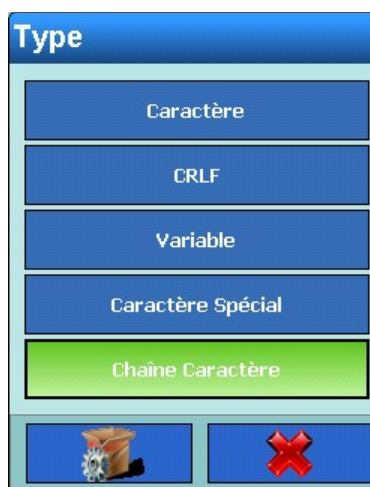 Type
Caractère
CRLF
Variable
Caractère Spécial
Chaîne Caractère